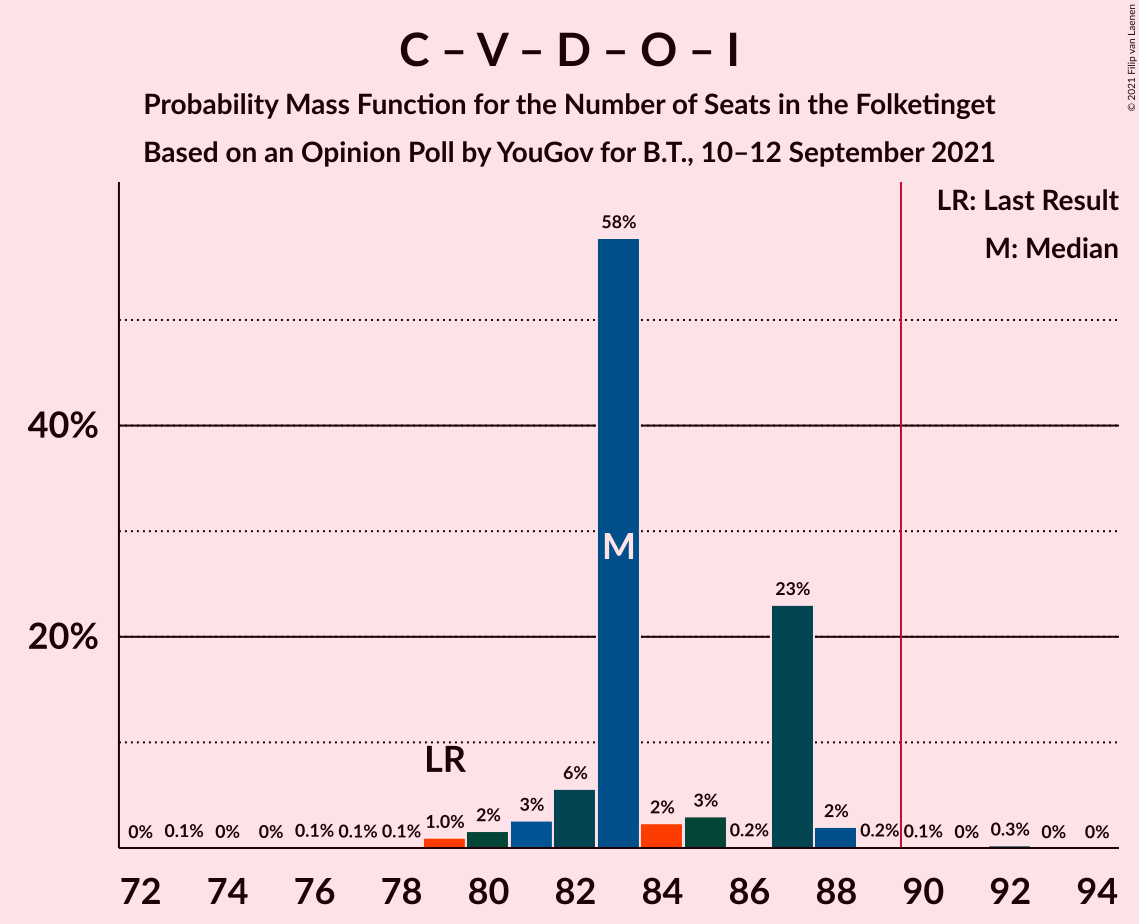 C – V – D – O – I
Probability Mass Function for the Number of Seats in the Folketinget
Based on an Opinion Poll by YouGov for B.T., 10–12 September 2021
© 2021 Filip van Laenen
LR: Last Result
M: Median
58%
40%
M
23%
20%
LR
0% 0.1% 0% 0% 0.1% 0.1% 0.1% 1.0% 2% 3% 6% 2% 3% 0.2% 2% 0.2% 0.1% 0% 0.3% 0% 0%
72 74 76 78 80 82 84 86 88 90 92 94